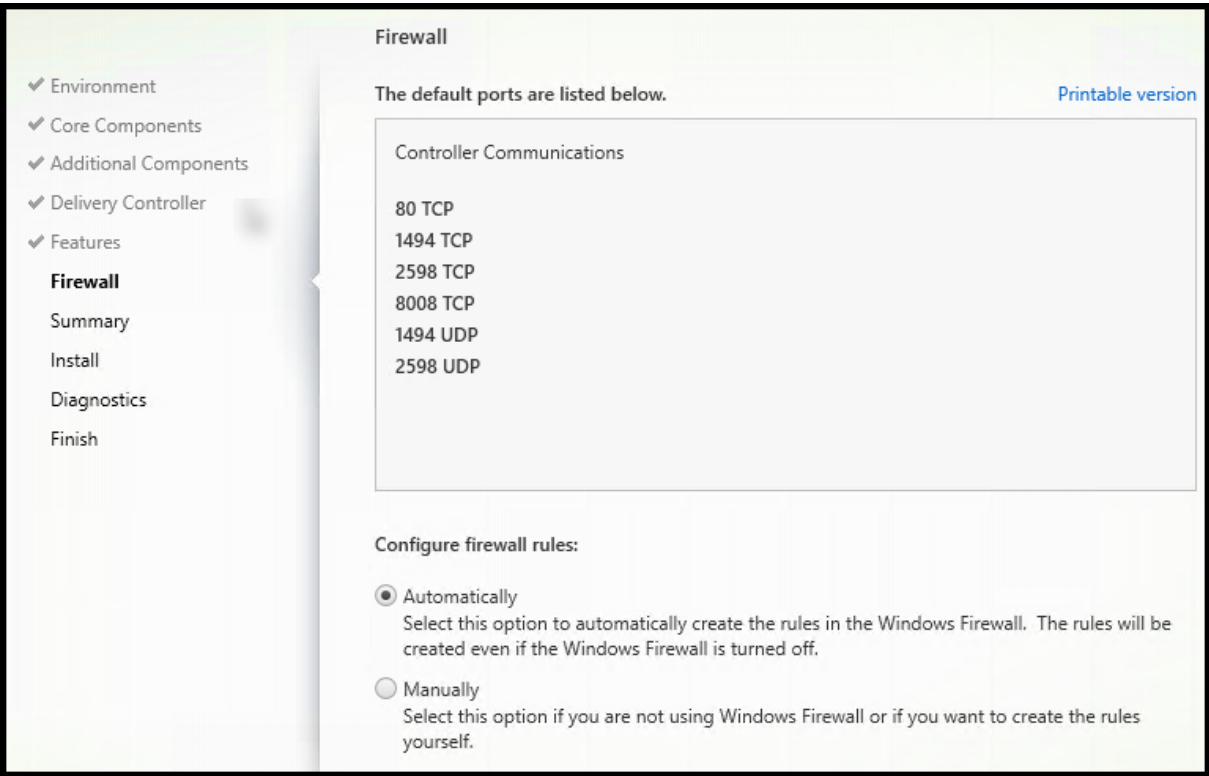 Firewall
Environment
Core Components
Additional Components
Delivery Controller
Features
Firewall
Summary
Install
Diagnostics
Finish
The default ports are listed below.
Printable version
Controller Communications
80 TCP
1494 TCP
2598 TCP
8008 TCP
1494 UDP
2598 UDP
Configure firewall rules:
Automatically
Select this option to automatically create the rules in the Windows Firewall.  The rules will be
created even if the Windows Firewall is turned off.
Manually
Select this option if you are not using Windows Firewall or if you want to create the rules
yourself.